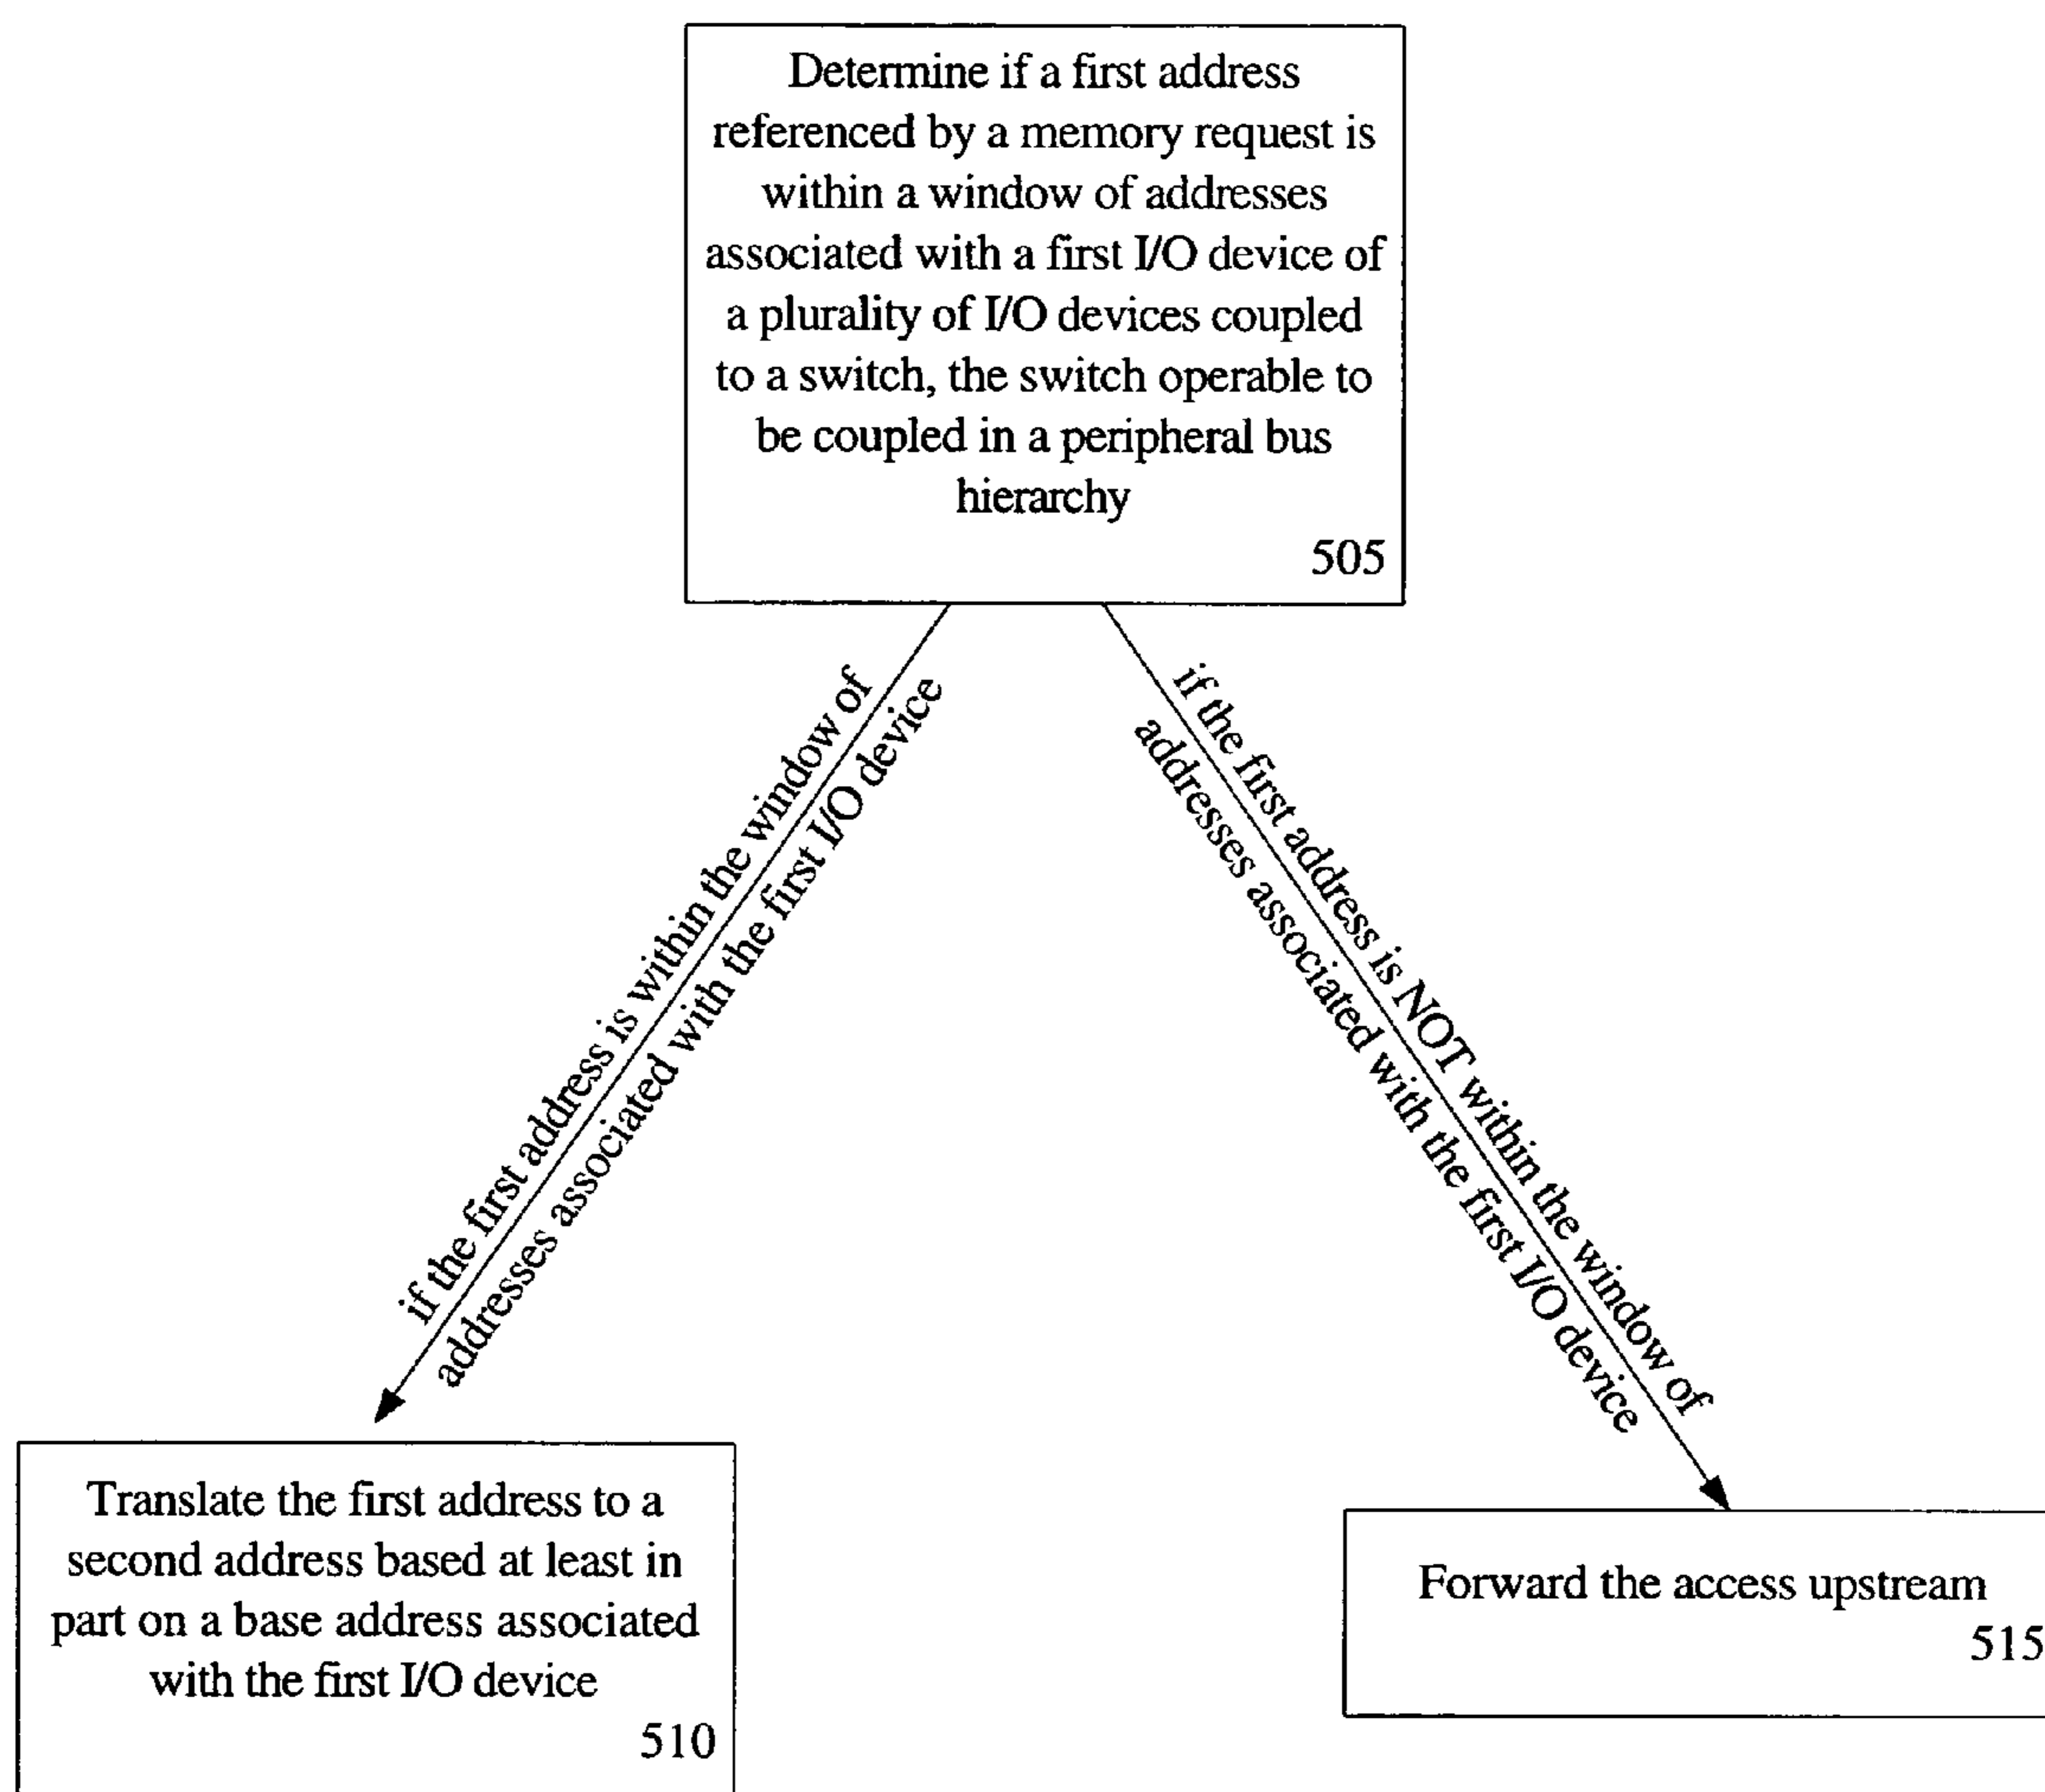 Determine if a first address
referenced by a memory request is
within a window of addresses
associated with a first I/O device of
a plurality of I/O devices coupled
to a switch, the switch operable to
be coupled in a peripheral bus
hierarchy
505
if the first address is within the window of
addresses associated with the first I/O device
if the first address is NOT within the window of
addresses associated with the first I/O device
Translate the first address to a
second address based at least in
part on a base address associated
with the first I/O device
510
Forward the access upstream
515